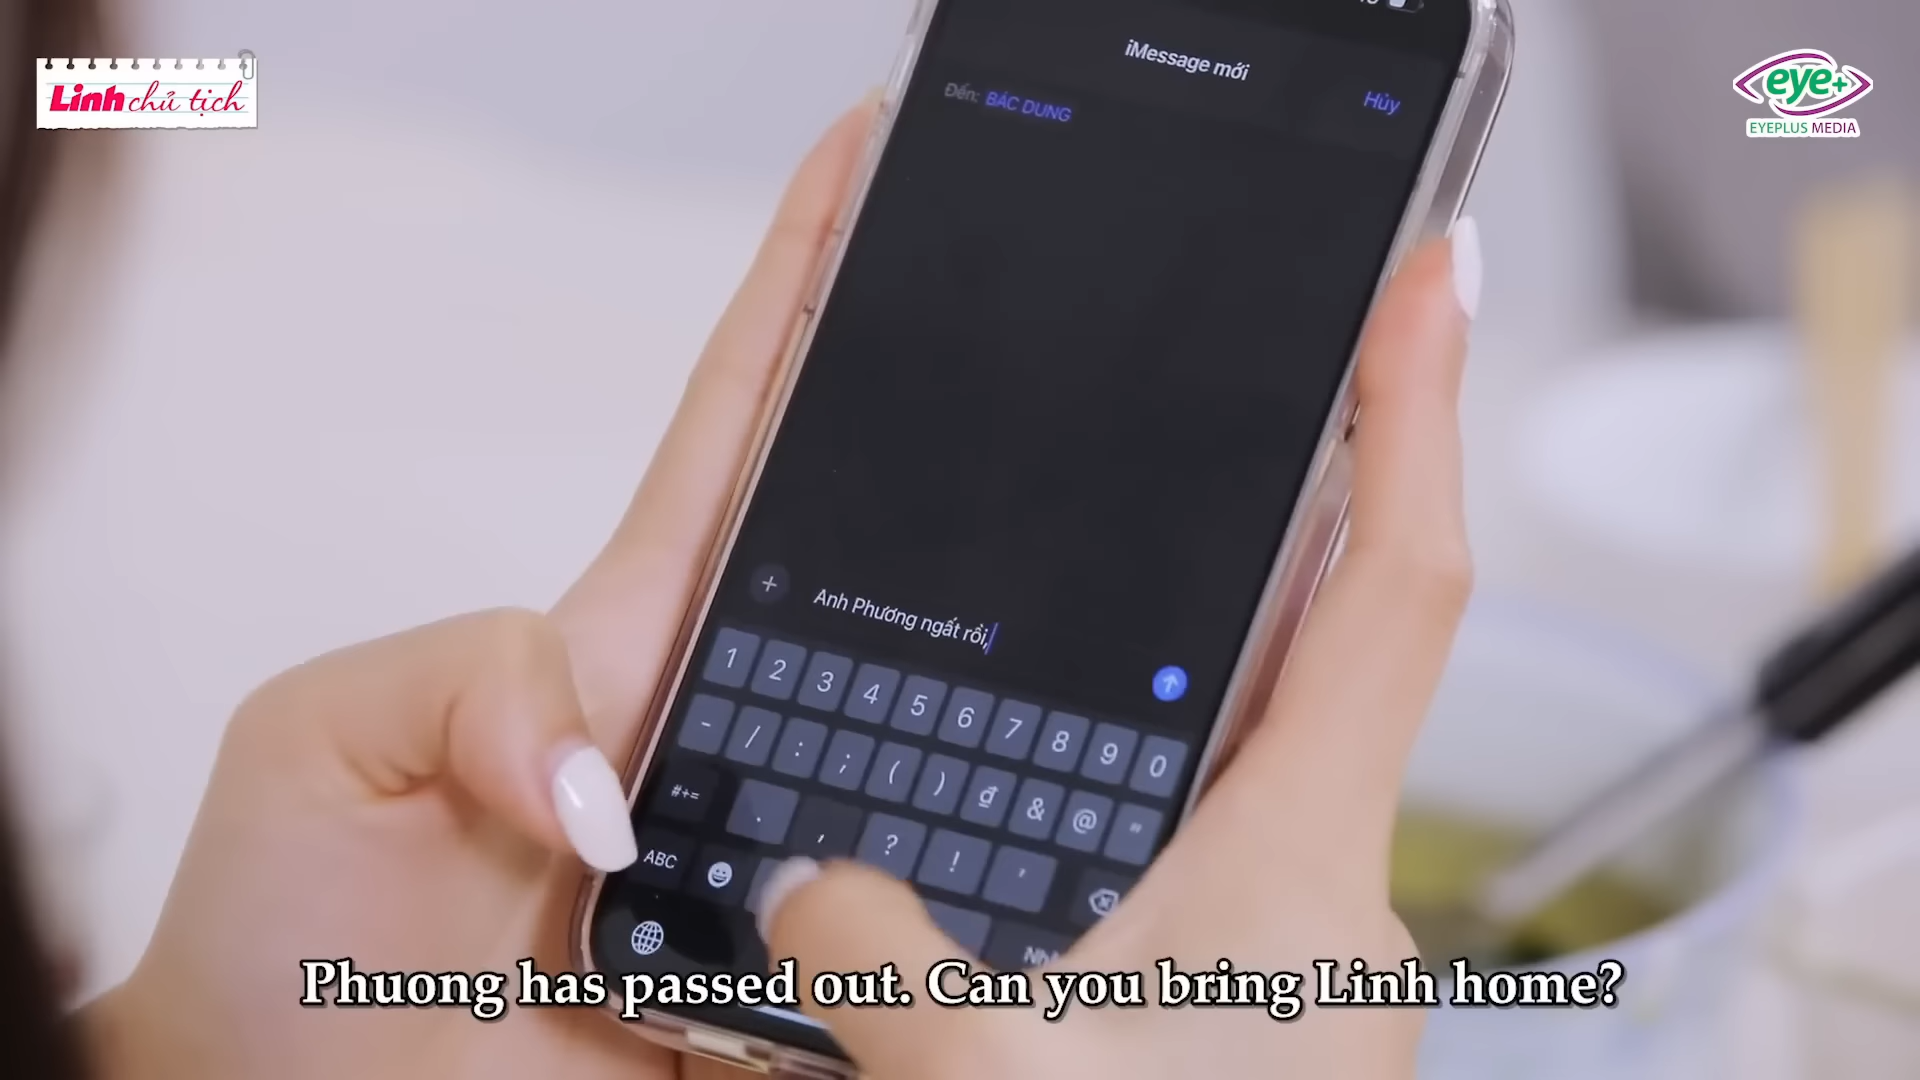 Linh chủ tịch
eye+
EYEPLUS MEDIA
iMessage mới
Hủy
Đến: BÁC DUNG
+
Anh Phương ngất rồi,
1 2 3 4 5 6 7 8 9 0
- / : ; ( ) đ & @ "
#+= . , ? ! '
ABC
Phuong has passed out. Can you bring Linh home?